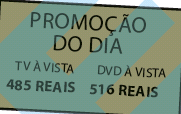 PROMOÇÃO
DO DIA
TV À VISTA DVD À VISTA
485 REAIS 516 REAIS